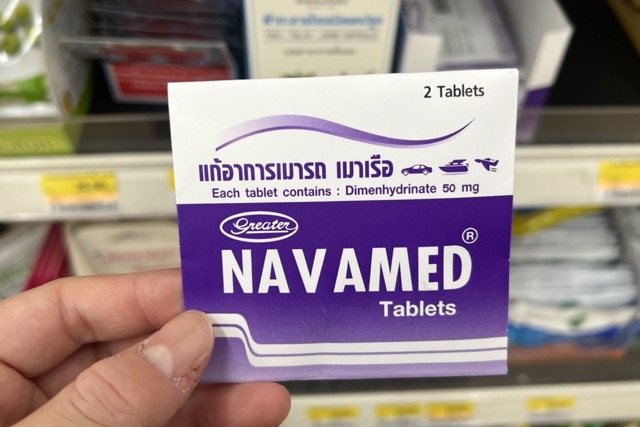 2 Tablets
แก้อาการเมารถ เมาเรือ
Each tablet contains : Dimenhydrinate 50 mg
Greater
NAVAMED®
Tablets